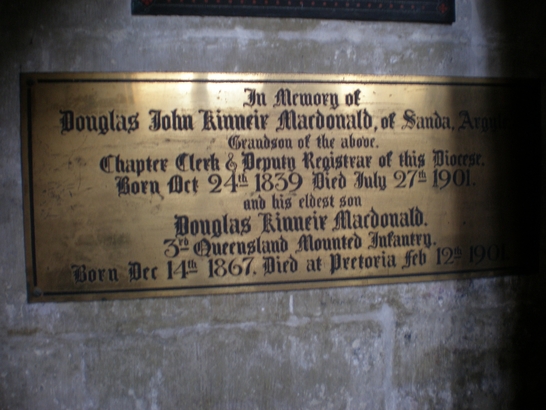 In Memory of
Douglas John Kinneir Macdonald, of Sanda, Argyll
Grandson of the above.
Chapter Clerk & Deputy Registrar of this Diocese.
Born Oct 24th 1839 Died July 27th 1901.
and his eldest son
Douglas Kinneir Macdonald.
3rd Queensland Mounted Infantry.
Born Dec 14th 1867. Died at Pretoria Feb 12th 1901